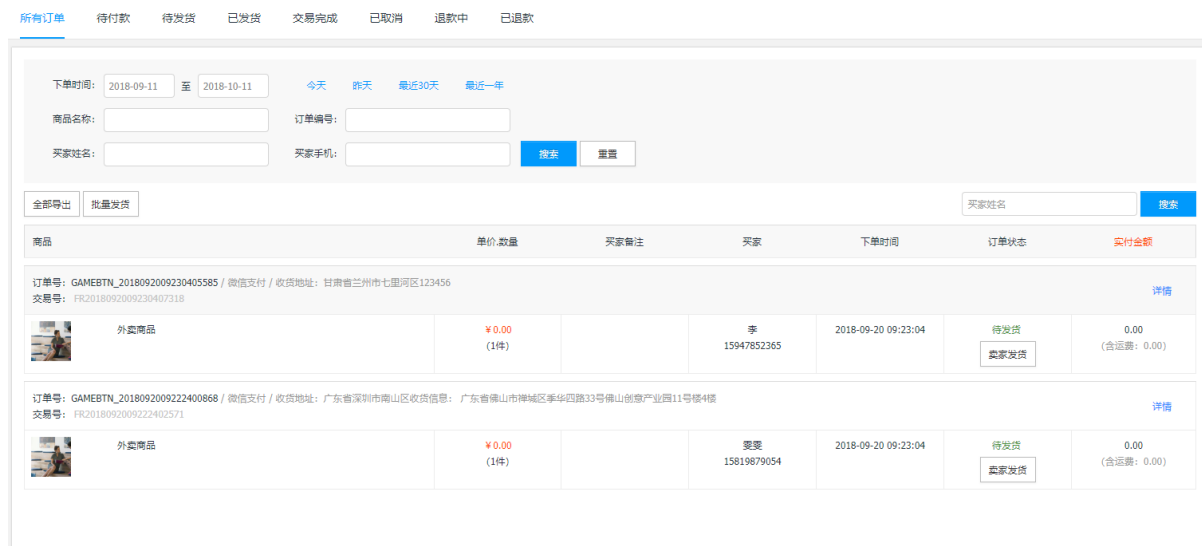 所有订单 待付款 待发货 已发货 交易完成 已取消 退款中 已退款
下单时间: 2018-09-11 至 2018-10-11 今天 昨天 最近30天 最近一年
商品名称: 订单编号:
买家姓名: 买家手机: 搜索 重置
全部导出 批量发货 买家姓名 搜索
商品 单价.数量 买家备注 买家 下单时间 订单状态 实付金额
订单号: GAMEBTN_2018092009230405585 / 微信支付 / 收货地址: 甘肃省兰州市七里河区123456
交易号: FR2018092009230407318 详情
外卖商品 ¥0.00 李 2018-09-20 09:23:04 待发货 0.00
(1件) 15947852365 卖家发货 (含运费: 0.00)
订单号: GAMEBTN_2018092009222400868 / 微信支付 / 收货地址: 广东省深圳市南山区收货信息: 广东省佛山市禅城区季华四路33号佛山创意产业园11号楼4楼
交易号: FR2018092009222402571 详情
外卖商品 ¥0.00 雯雯 2018-09-20 09:23:04 待发货 0.00
(1件) 15819879054 卖家发货 (含运费: 0.00)